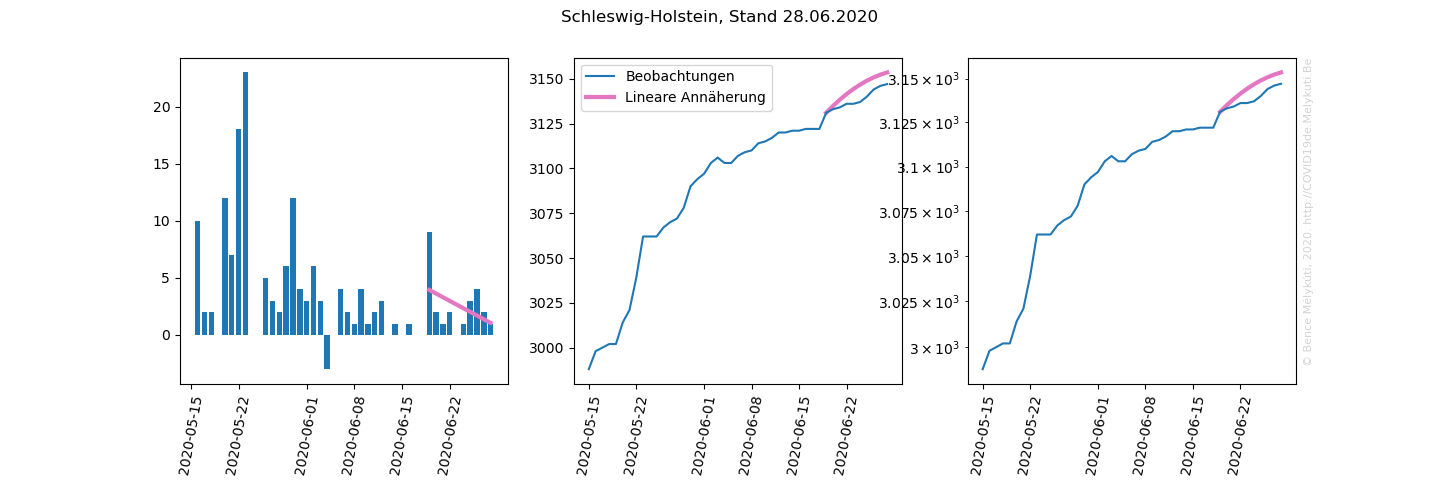 Schleswig-Holstein, Stand 28.06.2020
20
15
10
5
0
2020-05-15
2020-05-22
2020-06-01
2020-06-08
2020-06-15
2020-06-22
3150
3125
3100
3075
3050
3025
3000
Beobachtungen
Lineare Annäherung
2020-05-15
2020-05-22
2020-06-01
2020-06-08
2020-06-15
2020-06-22
3.15 × 10³
3.125 × 10³
3.1 × 10³
3.075 × 10³
3.05 × 10³
3.025 × 10³
3 × 10³
2020-05-15
2020-05-22
2020-06-01
2020-06-08
2020-06-15
2020-06-22
© Bence Mélykúti, 2020 http://COVID19de.Melykuti.Be